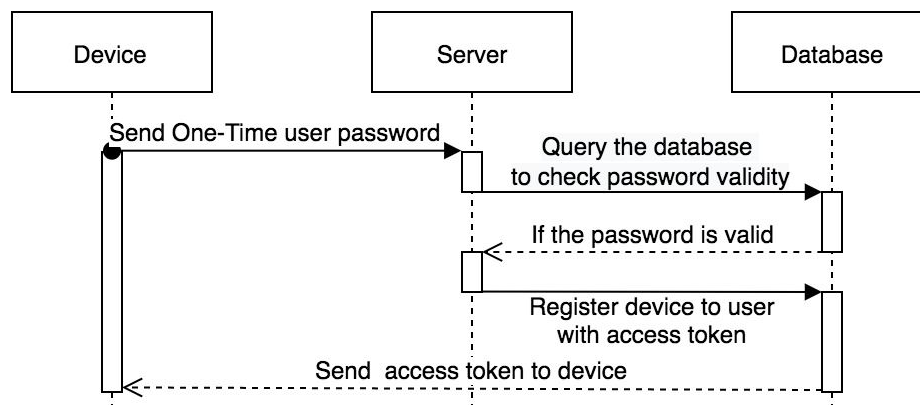 Device
Server
Database
Send One-Time user password
Query the database
to check password validity
If the password is valid
Register device to user
with access token
Send  access token to device